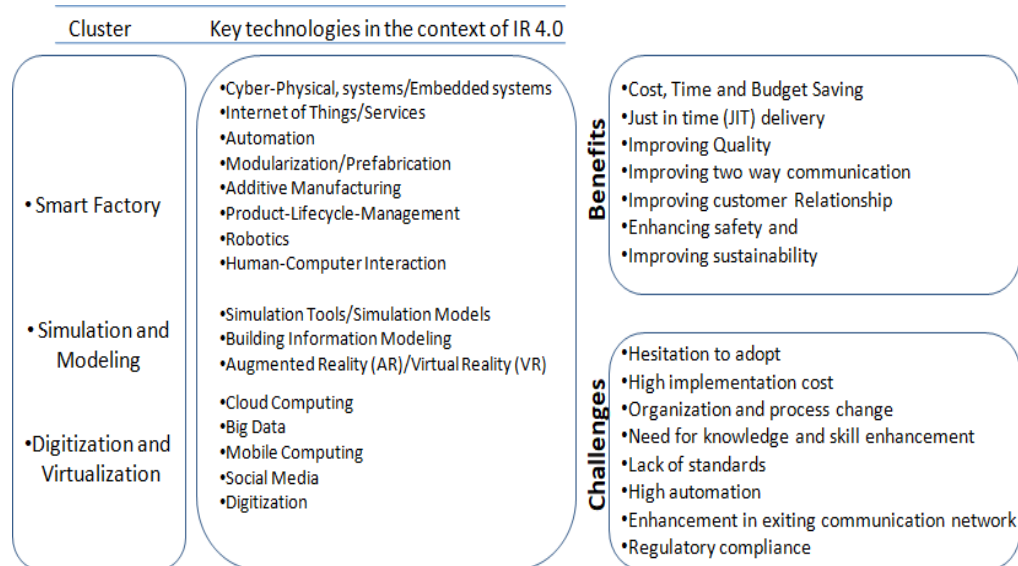 Cluster
Key technologies in the context of IR 4.0
• Smart Factory
• Simulation and
Modeling
•Digitization and
Virtualization
•Cyber-Physical, systems/Embedded systems
•Internet of Things/Services
•Automation
•Modularization/Prefabrication
•Additive Manufacturing
•Product-Lifecycle-Management
•Robotics
•Human-Computer Interaction
•Simulation Tools/Simulation Models
•Building Information Modeling
•Augmented Reality (AR)/Virtual Reality (VR)
•Cloud Computing
•Big Data
•Mobile Computing
•Social Media
•Digitization
Benefits
•Cost, Time and Budget Saving
•Just in time (JIT) delivery
•Improving Quality
•Improving two way communication
•Improving customer Relationship
•Enhancing safety and
•Improving sustainability
Challenges
•Hesitation to adopt
•High implementation cost
•Organization and process change
•Need for knowledge and skill enhancement
•Lack of standards
•High automation
•Enhancement in exiting communication network
•Regulatory compliance